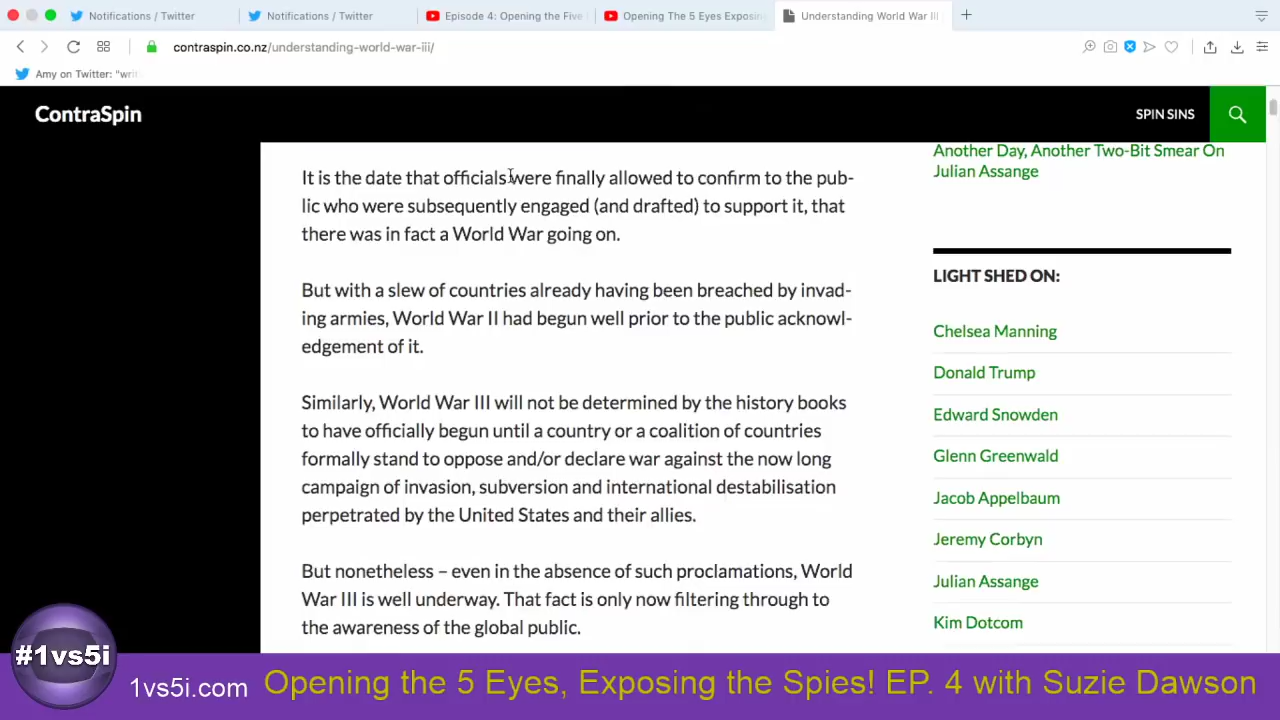 Notifications / Twitter
Notifications / Twitter
Episode 4: Opening the Five
Opening The 5 Eyes Exposing
Understanding World War III
contraspin.co.nz/understanding-world-war-iii/
Amy on Twitter: "writ
ContraSpin
SPIN SINS
It is the date that officials were finally allowed to confirm to the pub-
lic who were subsequently engaged (and drafted) to support it, that
there was in fact a World War going on.
But with a slew of countries already having been breached by invad-
ing armies, World War II had begun well prior to the public acknowl-
edgement of it.
Similarly, World War III will not be determined by the history books
to have officially begun until a country or a coalition of countries
formally stand to oppose and/or declare war against the now long
campaign of invasion, subversion and international destabilisation
perpetrated by the United States and their allies.
But nonetheless – even in the absence of such proclamations, World
War III is well underway. That fact is only now filtering through to
the awareness of the global public.
Another Day, Another Two-Bit Smear On
Julian Assange
LIGHT SHED ON:
Chelsea Manning
Donald Trump
Edward Snowden
Glenn Greenwald
Jacob Appelbaum
Jeremy Corbyn
Julian Assange
Kim Dotcom
#1vs5i
1vs5i.com
Opening the 5 Eyes, Exposing the Spies! EP. 4 with Suzie Dawson